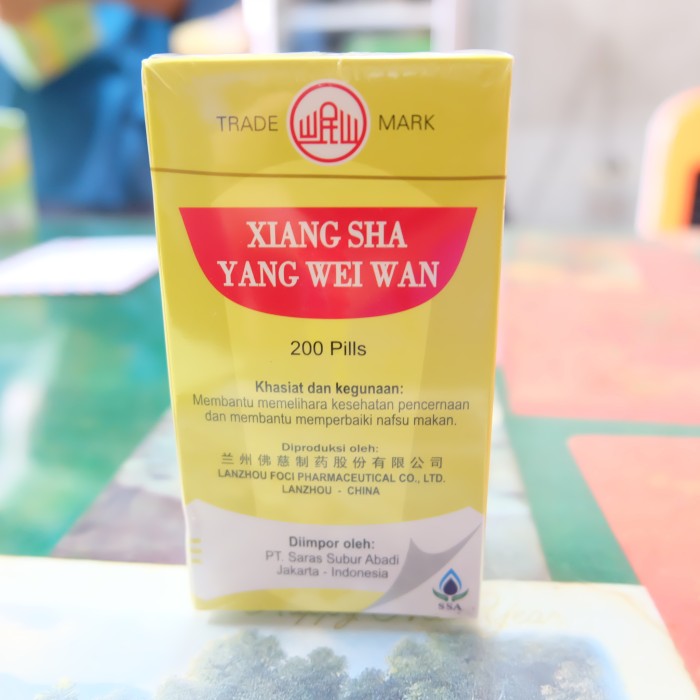 TRADE MARK
XIANG SHA
YANG WEI WAN
200 Pills
Khasiat dan kegunaan:
Membantu memelihara kesehatan pencernaan
dan membantu memperbaiki nafsu makan.
Diproduksi oleh:
兰州佛慈制药股份有限公司
LANZHOU FOCI PHARMACEUTICAL CO., LTD.
LANZHOU - CHINA
Diimpor oleh:
PT. Saras Subur Abadi
Jakarta - Indonesia
SSA